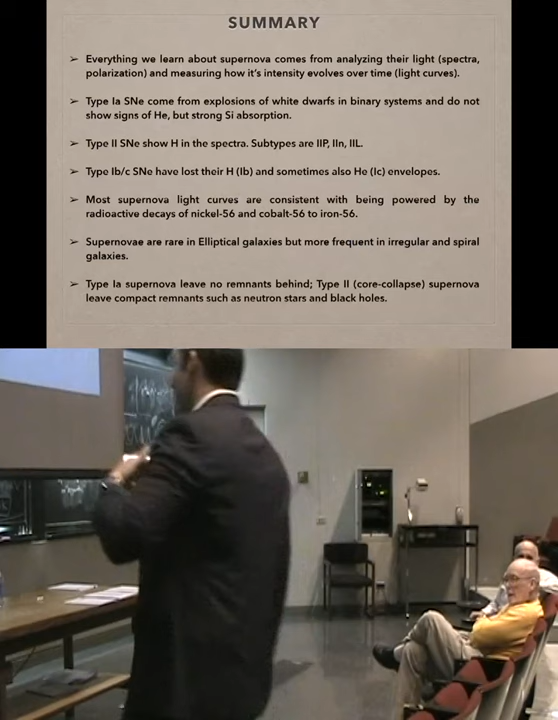 SUMMARY
➢ Everything we learn about supernova comes from analyzing their light (spectra,
polarization) and measuring how it's intensity evolves over time (light curves).
➢ Type Ia SNe come from explosions of white dwarfs in binary systems and do not
show signs of He, but strong Si absorption.
➢ Type II SNe show H in the spectra. Subtypes are IIP, IIn, IIL.
➢ Type Ib/c SNe have lost their H (Ib) and sometimes also He (Ic) envelopes.
➢ Most supernova light curves are consistent with being powered by the
radioactive decays of nickel-56 and cobalt-56 to iron-56.
➢ Supernovae are rare in Elliptical galaxies but more frequent in irregular and spiral
galaxies.
➢ Type Ia supernova leave no remnants behind; Type II (core-collapse) supernova
leave compact remnants such as neutron stars and black holes.